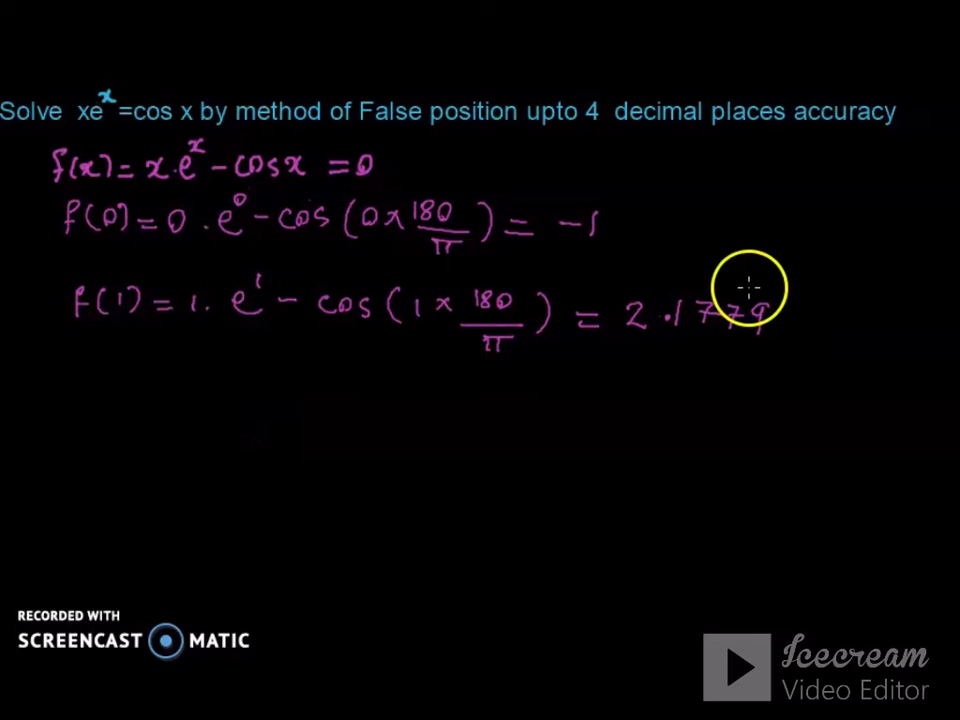 Solve xe^x =cos x by method of False position upto 4 decimal places accuracy
f(x) = x.e^x - cosx = 0
f(0) = 0 . e^0 - cos (0 x 180/π) = -1
f(1) = 1. e^1 - cos (1 x 180/π) = 2.1779
RECORDED WITH
SCREENCAST MATIC
Icecream
Video Editor